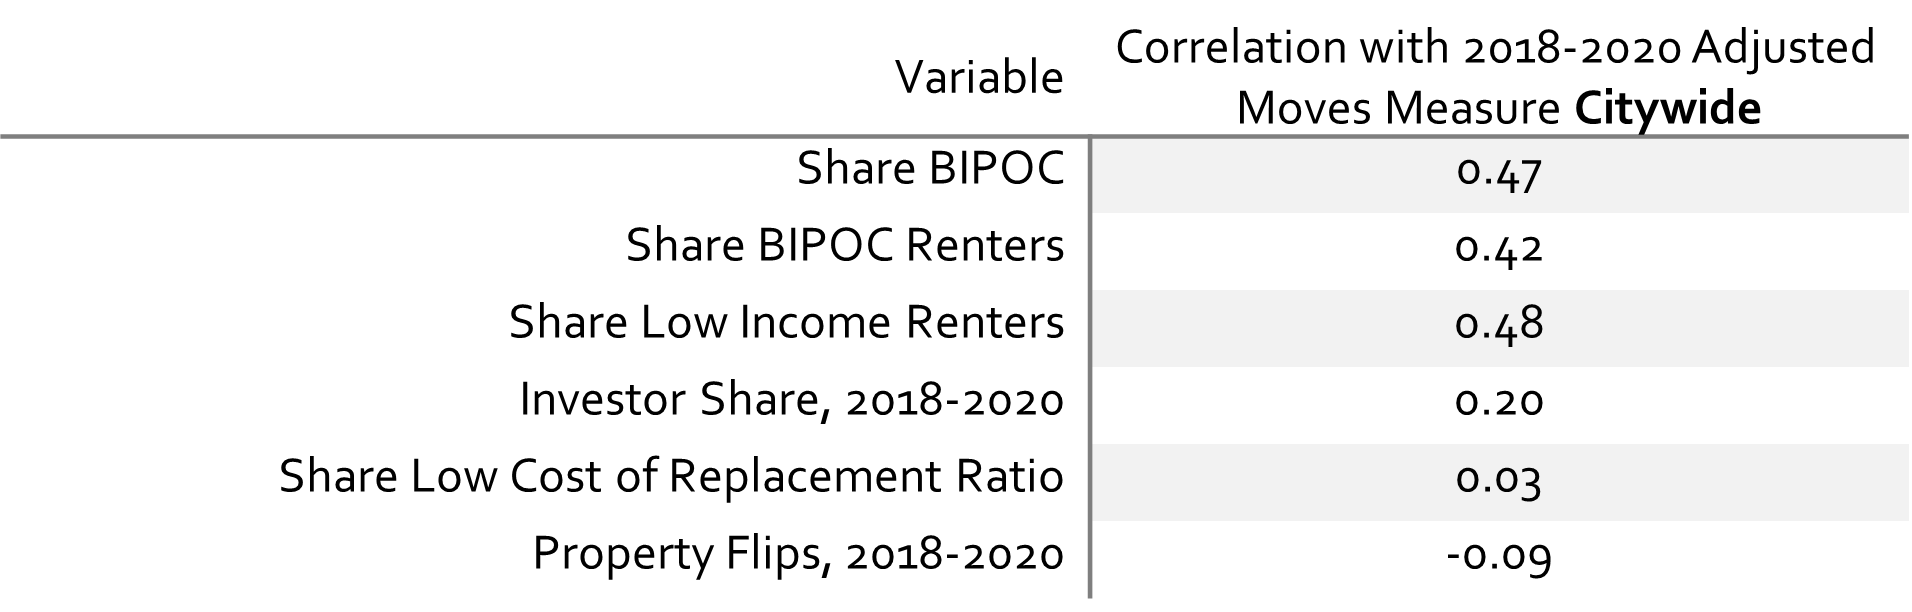 Variable
Correlation with 2018-2020 Adjusted
Moves Measure Citywide
Share BIPOC 0.47
Share BIPOC Renters 0.42
Share Low Income Renters 0.48
Investor Share, 2018-2020 0.20
Share Low Cost of Replacement Ratio 0.03
Property Flips, 2018-2020 -0.09